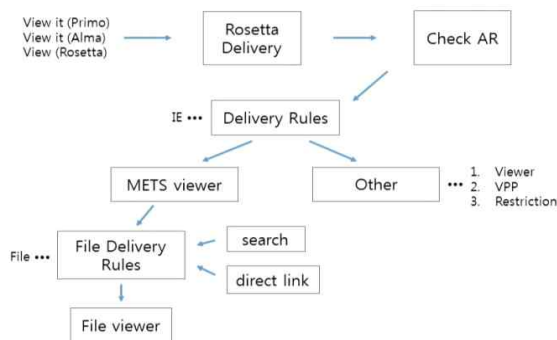 View it (Primo)
View it (Alma)
View (Rosetta)
Rosetta
Delivery
Check AR
IE •••
Delivery Rules
METS viewer
Other
••• 1. Viewer
2. VPP
3. Restriction
File •••
File Delivery
Rules
search
direct link
File viewer